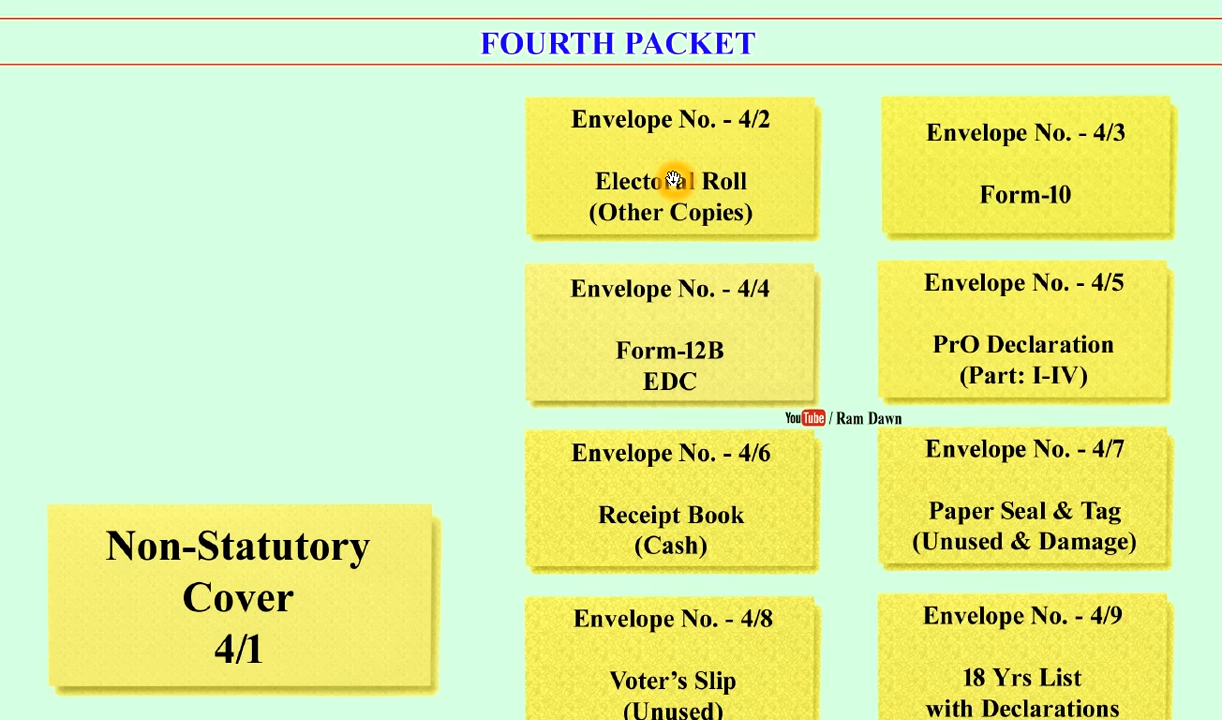 FOURTH PACKET
Envelope No. - 4/2
Electoral Roll
(Other Copies)
Envelope No. - 4/3
Form-10
Envelope No. - 4/4
Form-12B
EDC
Envelope No. - 4/5
PrO Declaration
(Part: I-IV)
YouTube / Ram Dawn
Envelope No. - 4/6
Receipt Book
(Cash)
Envelope No. - 4/7
Paper Seal & Tag
(Unused & Damage)
Non-Statutory
Cover
4/1
Envelope No. - 4/8
Voter's Slip
(Unused)
Envelope No. - 4/9
18 Yrs List
with Declarations